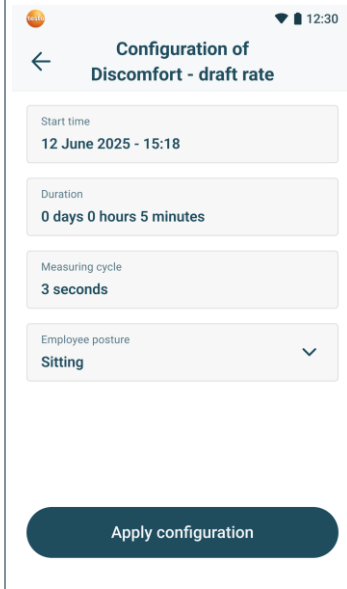 testo
12:30
Configuration of
Discomfort - draft rate
Start time
12 June 2025 - 15:18
Duration
0 days 0 hours 5 minutes
Measuring cycle
3 seconds
Employee posture
Sitting
Apply configuration